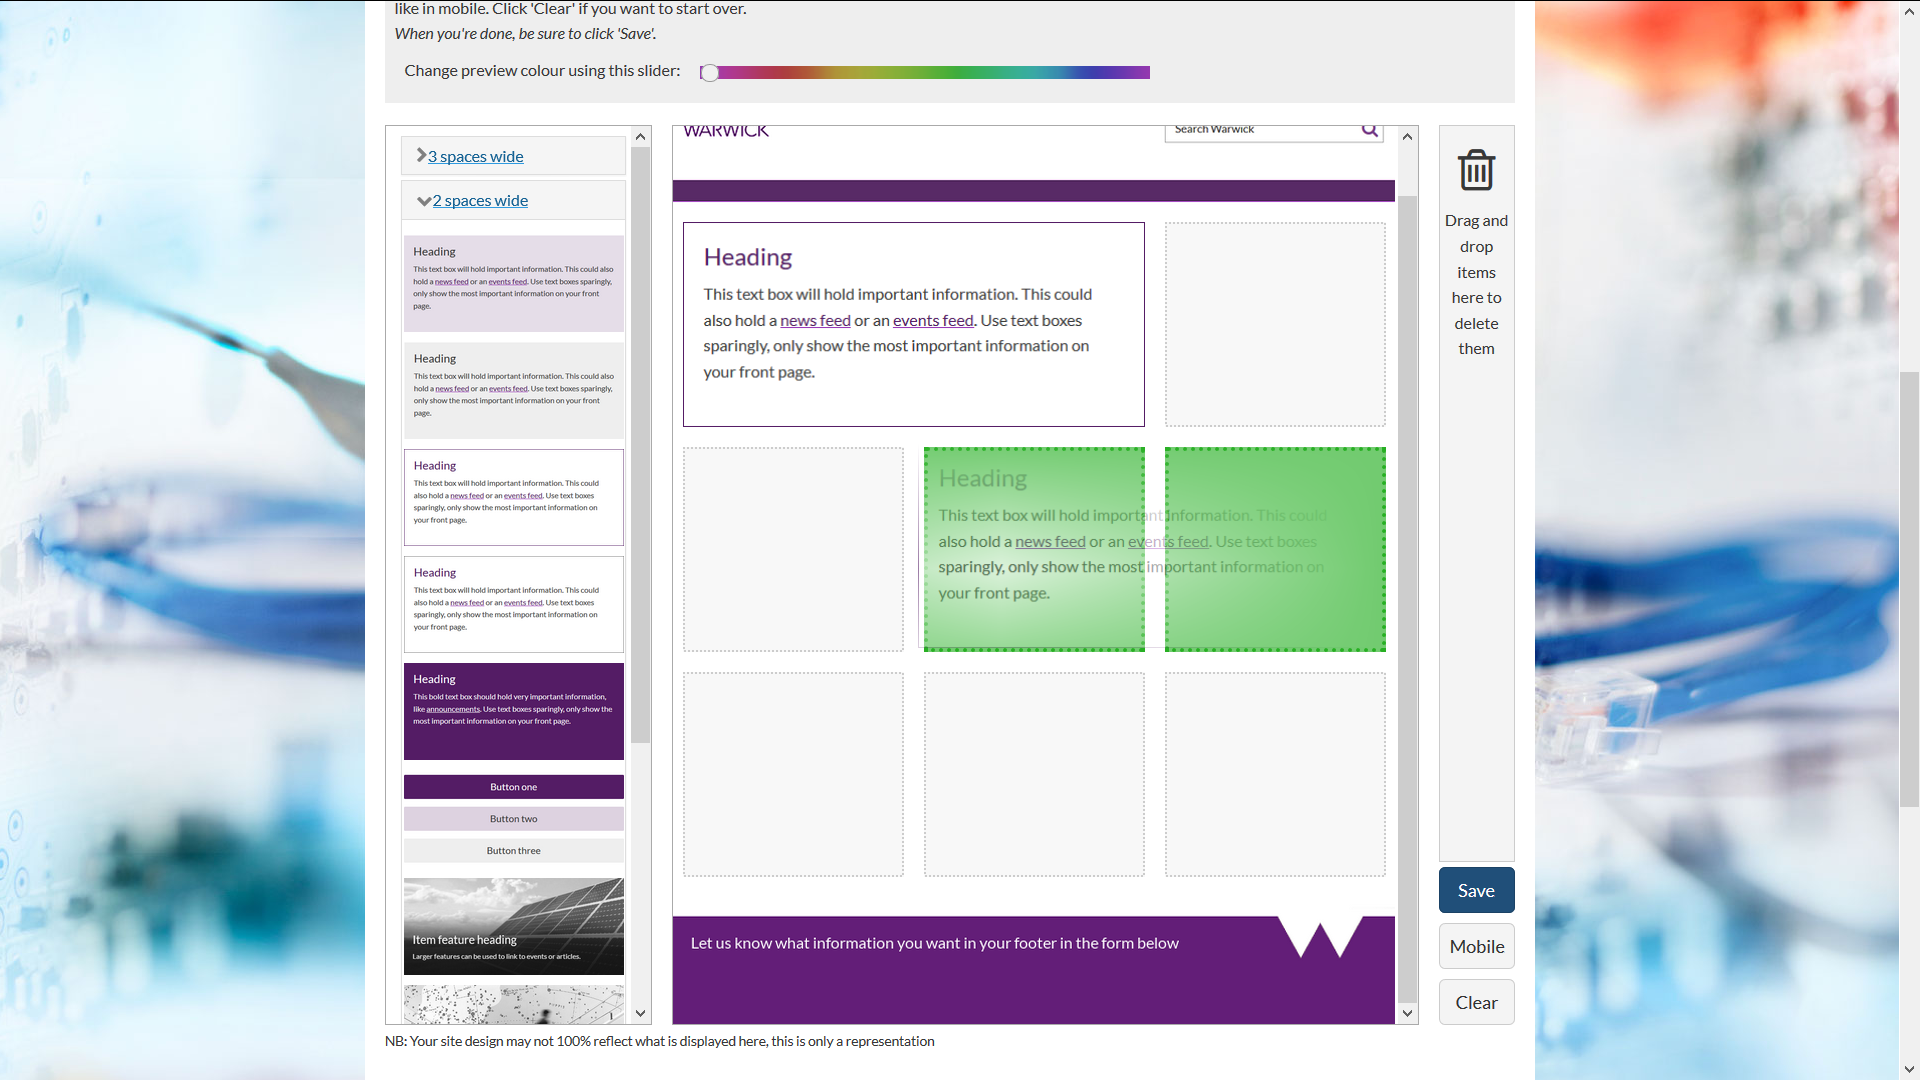 like in mobile. Click 'Clear' if you want to start over.
When you're done, be sure to click 'Save'.
Change preview colour using this slider:
3 spaces wide
2 spaces wide
Heading
This text box will hold important information. This could also
hold a news feed or an events feed. Use text boxes sparingly,
only show the most important information on your front
page.
Heading
This text box will hold important information. This could also
hold a news feed or an events feed. Use text boxes sparingly,
only show the most important information on your front
page.
Heading
This text box will hold important information. This could
also hold a news feed or an events feed. Use text boxes
sparingly, only show the most important information on
your front page.
Heading
This text box will hold important information. This could
also hold a news feed or an events feed. Use text boxes
sparingly, only show the most important information on
your front page.
Heading
This bold text box should hold very important information,
like announcements. Use text boxes sparingly, only show the
most important information on your front page.
Button one
Button two
Button three
Item feature heading
Larger features can be used to link to events or articles.
WARWICK
Search Warwick
Heading
This text box will hold important information. This could
also hold a news feed or an events feed. Use text boxes
sparingly, only show the most important information on
your front page.
Heading
This text box will hold important information. This could
also hold a news feed or an events feed. Use text boxes
sparingly, only show the most important information on
your front page.
Let us know what information you want in your footer in the form below
Drag and
drop
items
here to
delete
them
Save
Mobile
Clear
NB: Your site design may not 100% reflect what is displayed here, this is only a representation